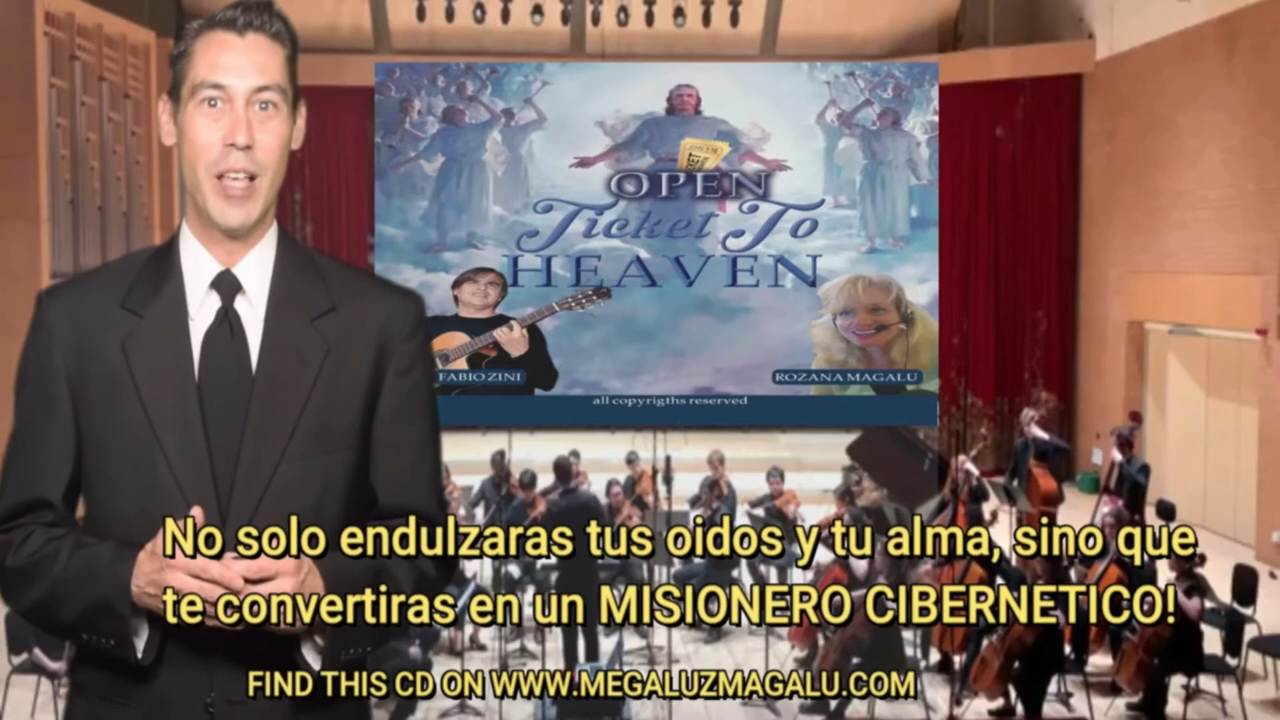 OPEN
Ticket To
HEAVEN
FABIO ZINI
ROZANA MAGALU
all copyrigths reserved
No solo endulzaras tus oidos y tu alma, sino que
te convertiras en un MISIONERO CIBERNETICO!
FIND THIS CD ON WWW.MEGALUZMAGALU.COM